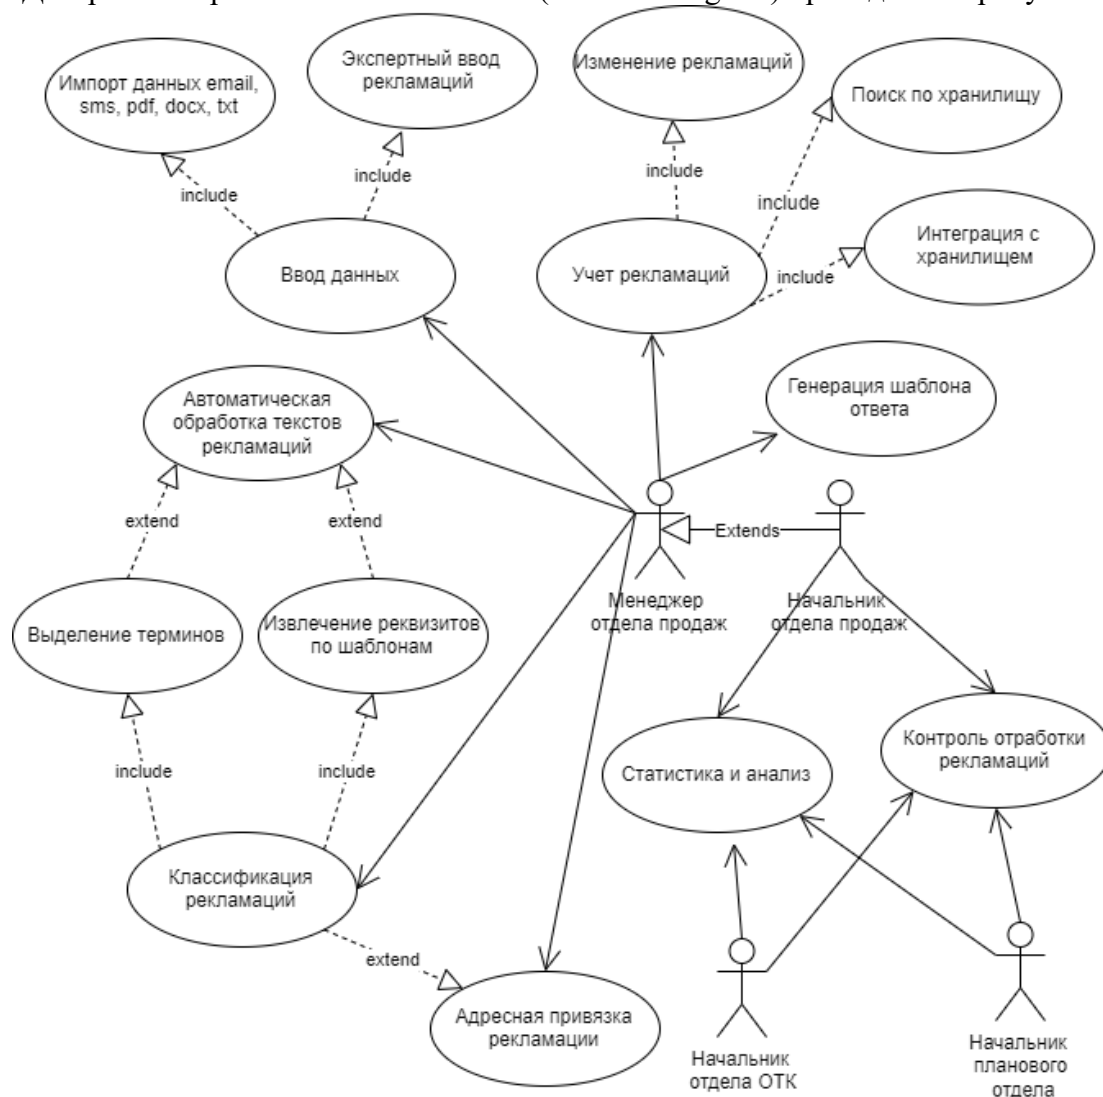 Импорт данных email,
sms, pdf, docx, txt
Экспертный ввод
рекламаций
Изменение рекламаций
Поиск по хранилищу
include
include
include
include
Ввод данных
Учет рекламаций
include
Интеграция с
хранилищем
Автоматическая
обработка текстов
рекламаций
Генерация шаблона
ответа
extend
extend
Extends
Менеджер
отдела продаж
Начальник
отдела продаж
Выделение терминов
Извлечение реквизитов
по шаблонам
include
include
Статистика и анализ
Контроль отработки
рекламаций
Классификация
рекламаций
extend
Адресная привязка
рекламации
Начальник
отдела ОТК
Начальник
планового
отдела